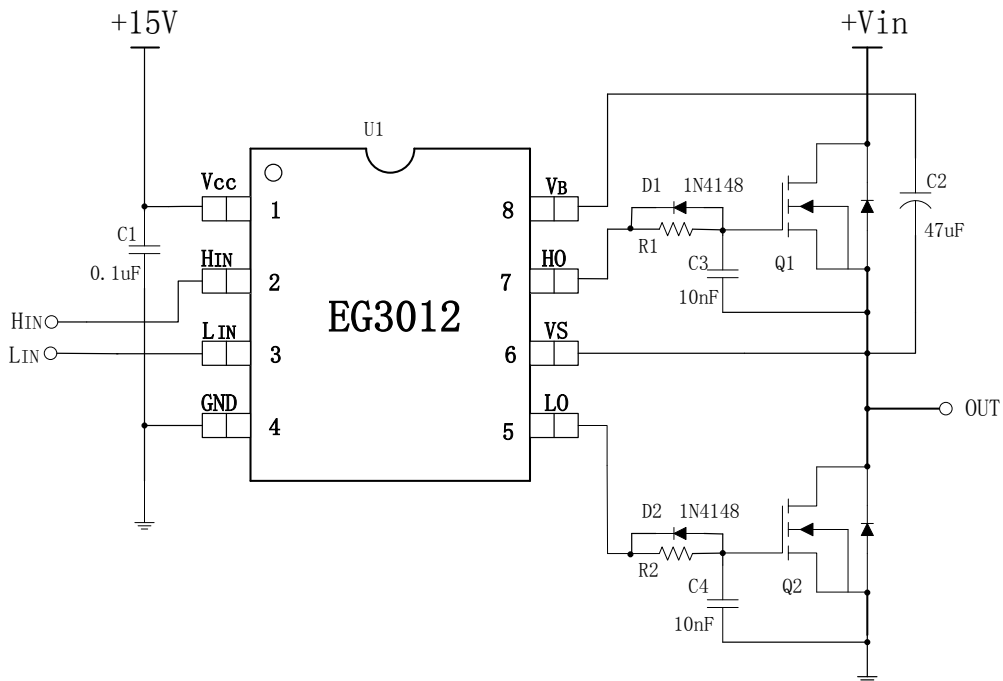 +15V
+Vin
U1
Vcc
1
VB
8
D1 1N4148
C2
47uF
C1
0.1uF
HIN
2
HO
7
R1
C3
10nF
Q1
EG3012
HIN
LIN
LIN
3
VS
6
GND
4
LO
5
OUT
D2 1N4148
R2
C4
10nF
Q2